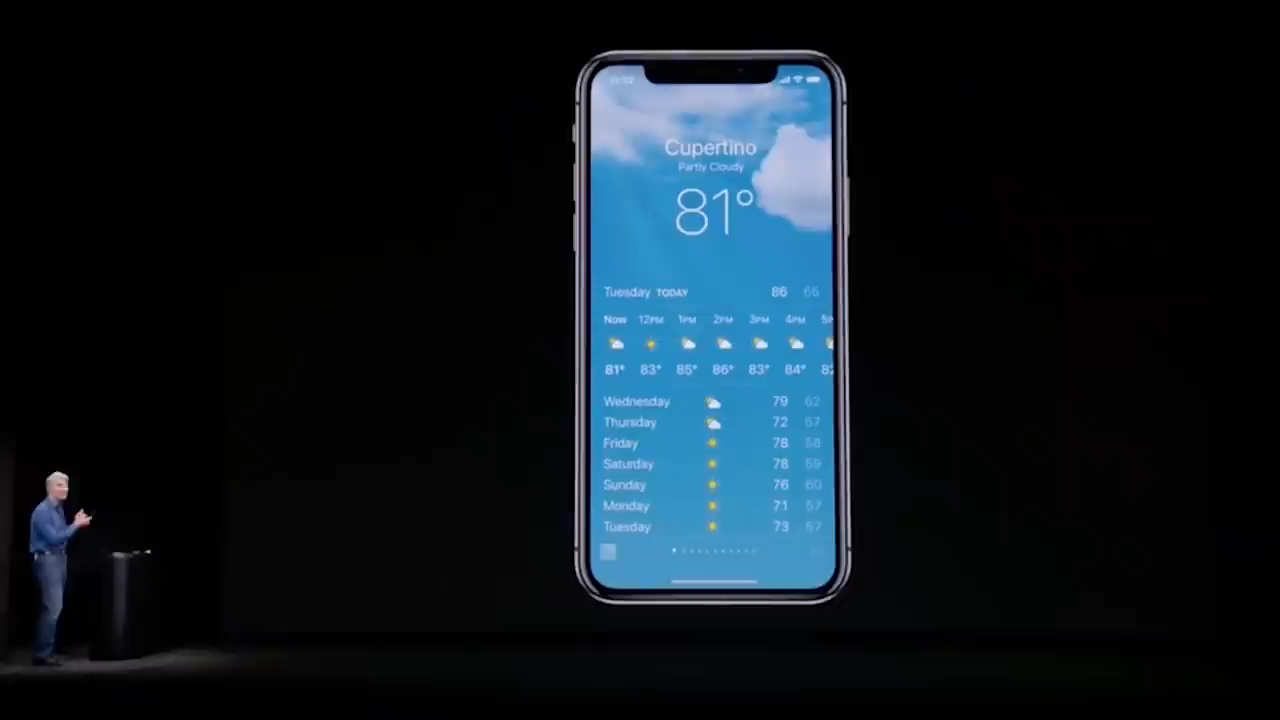 Cupertino
Partly Cloudy
81°
Tuesday TODAY 86 65
Now 12PM 1PM 2PM 3PM 4PM
81° 83° 85° 86° 83° 84°
Wednesday 79 62
Thursday 72 57
Friday 78 58
Saturday 78 59
Sunday 76 60
Monday 71 57
Tuesday 73 57